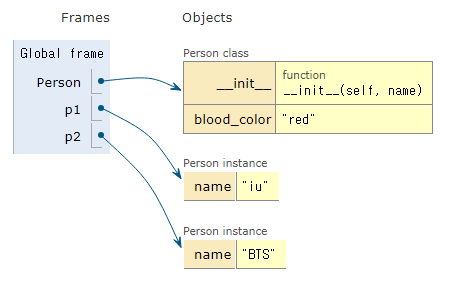 Frames Objects
Global frame
Person
p1
p2
Person class
__init__ function
__init__(self, name)
blood_color "red"
Person instance
name "iu"
Person instance
name "BTS"